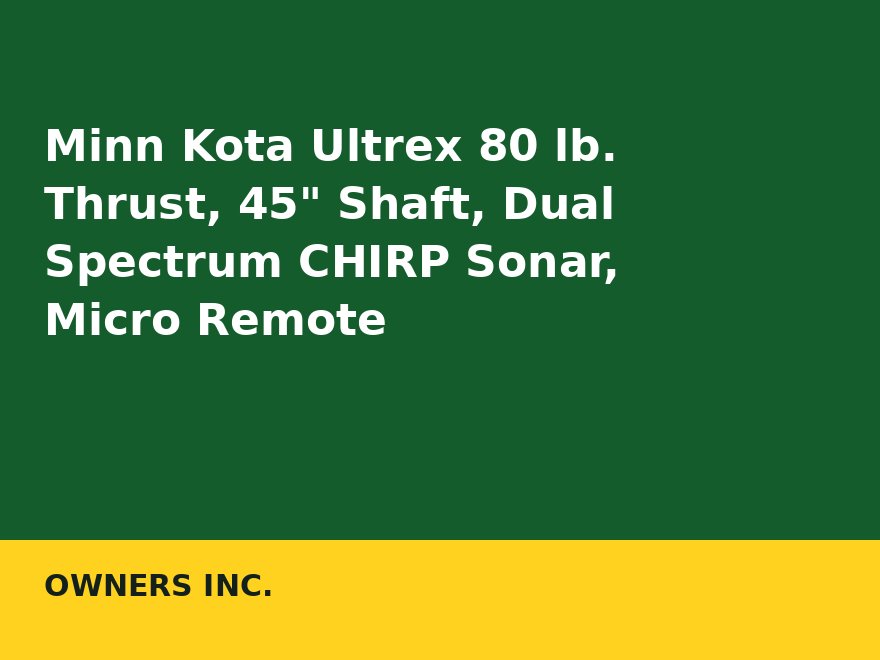 Minn Kota Ultrex 80 lb.
Thrust, 45" Shaft, Dual
Spectrum CHIRP Sonar,
Micro Remote
OWNERS INC.